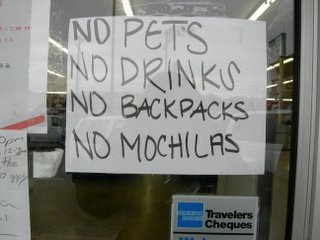 NO PETS
NO DRINKS
NO BACKPACKS
NO MOCHILAS
Travelers
Cheques